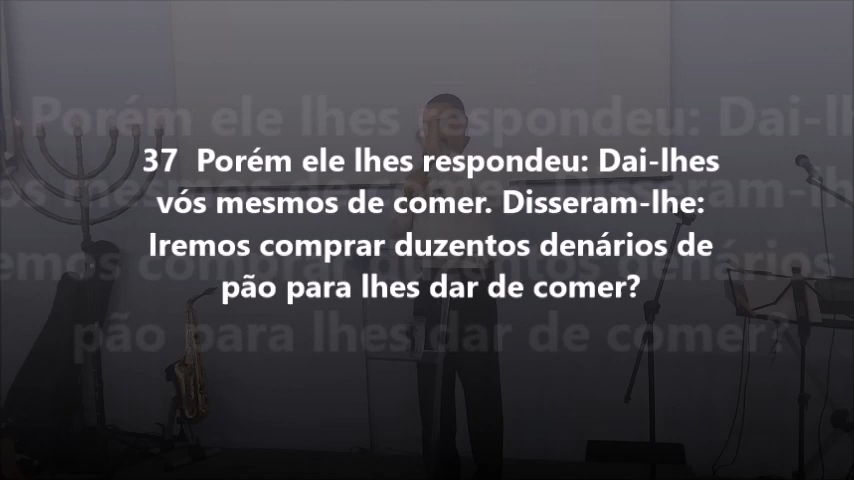 37 Porém ele lhes respondeu: Dai-lhes
vós mesmos de comer. Disseram-lhe:
Iremos comprar duzentos denários de
pão para lhes dar de comer?